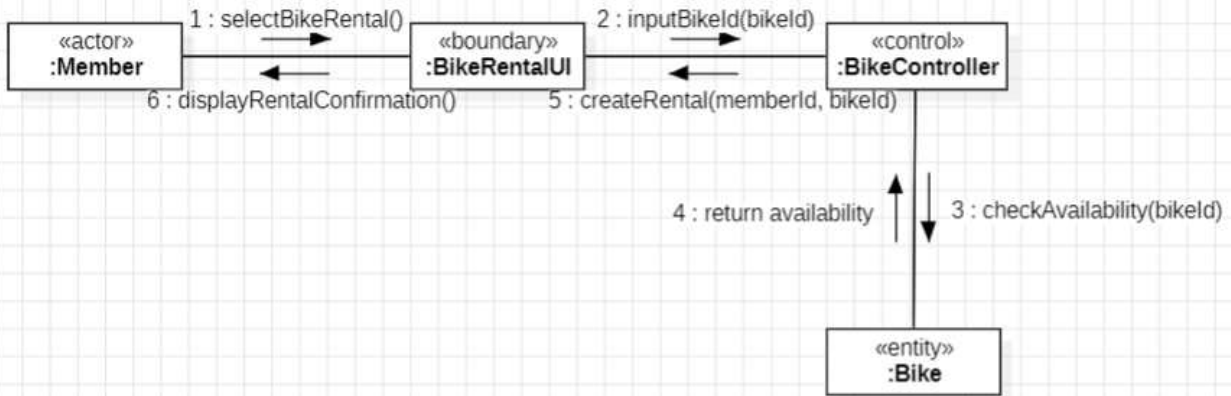 1 : selectBikeRental()
2 : inputBikeId(bikeId)
«actor»
:Member
«boundary»
:BikeRentalUI
«control»
:BikeController
6 : displayRentalConfirmation()
5 : createRental(memberId, bikeId)
4 : return availability
3 : checkAvailability(bikeId)
«entity»
:Bike